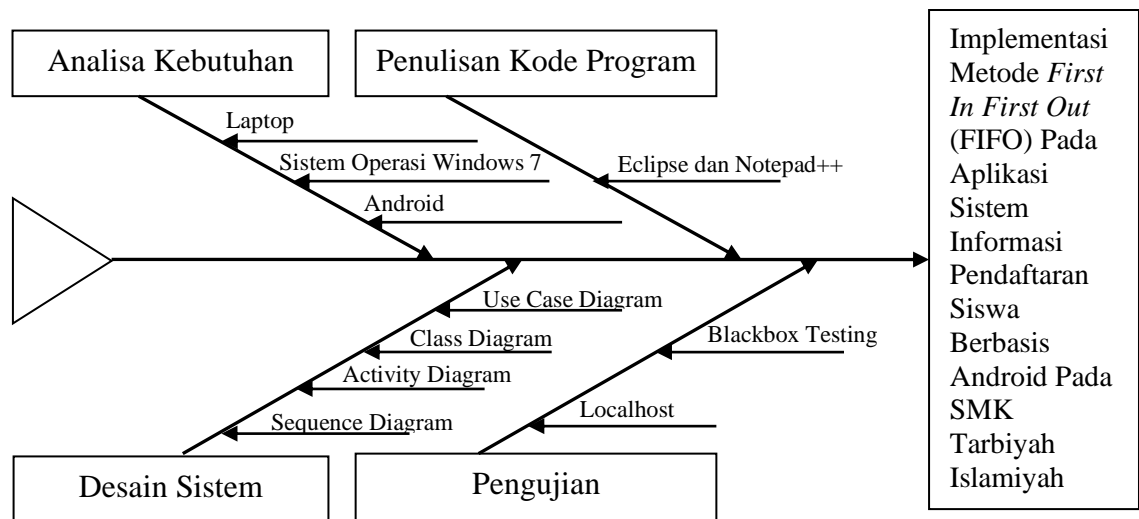 Analisa Kebutuhan
Penulisan Kode Program
Laptop
Sistem Operasi Windows 7
Android
Eclipse dan Notepad++
Use Case Diagram
Class Diagram
Activity Diagram
Sequence Diagram
Blackbox Testing
Localhost
Desain Sistem
Pengujian
Implementasi
Metode First
In First Out
(FIFO) Pada
Aplikasi
Sistem
Informasi
Pendaftaran
Siswa
Berbasis
Android Pada
SMK
Tarbiyah
Islamiyah